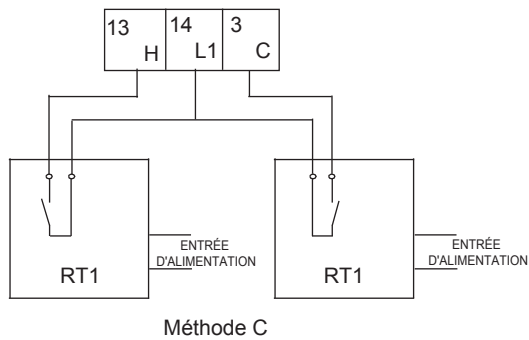 13 14 3
H L1 C
ENTRÉE
D'ALIMENTATION
RT1
ENTRÉE
D'ALIMENTATION
RT1
Méthode C